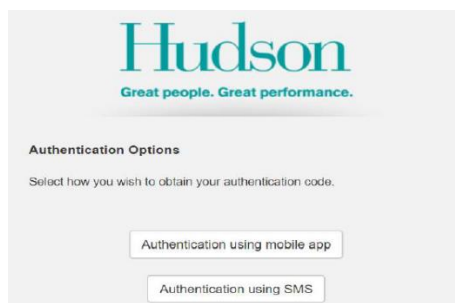 Hudson
Great people. Great performance.
Authentication Options
Select how you wish to obtain your authentication code.
Authentication using mobile app
Authentication using SMS